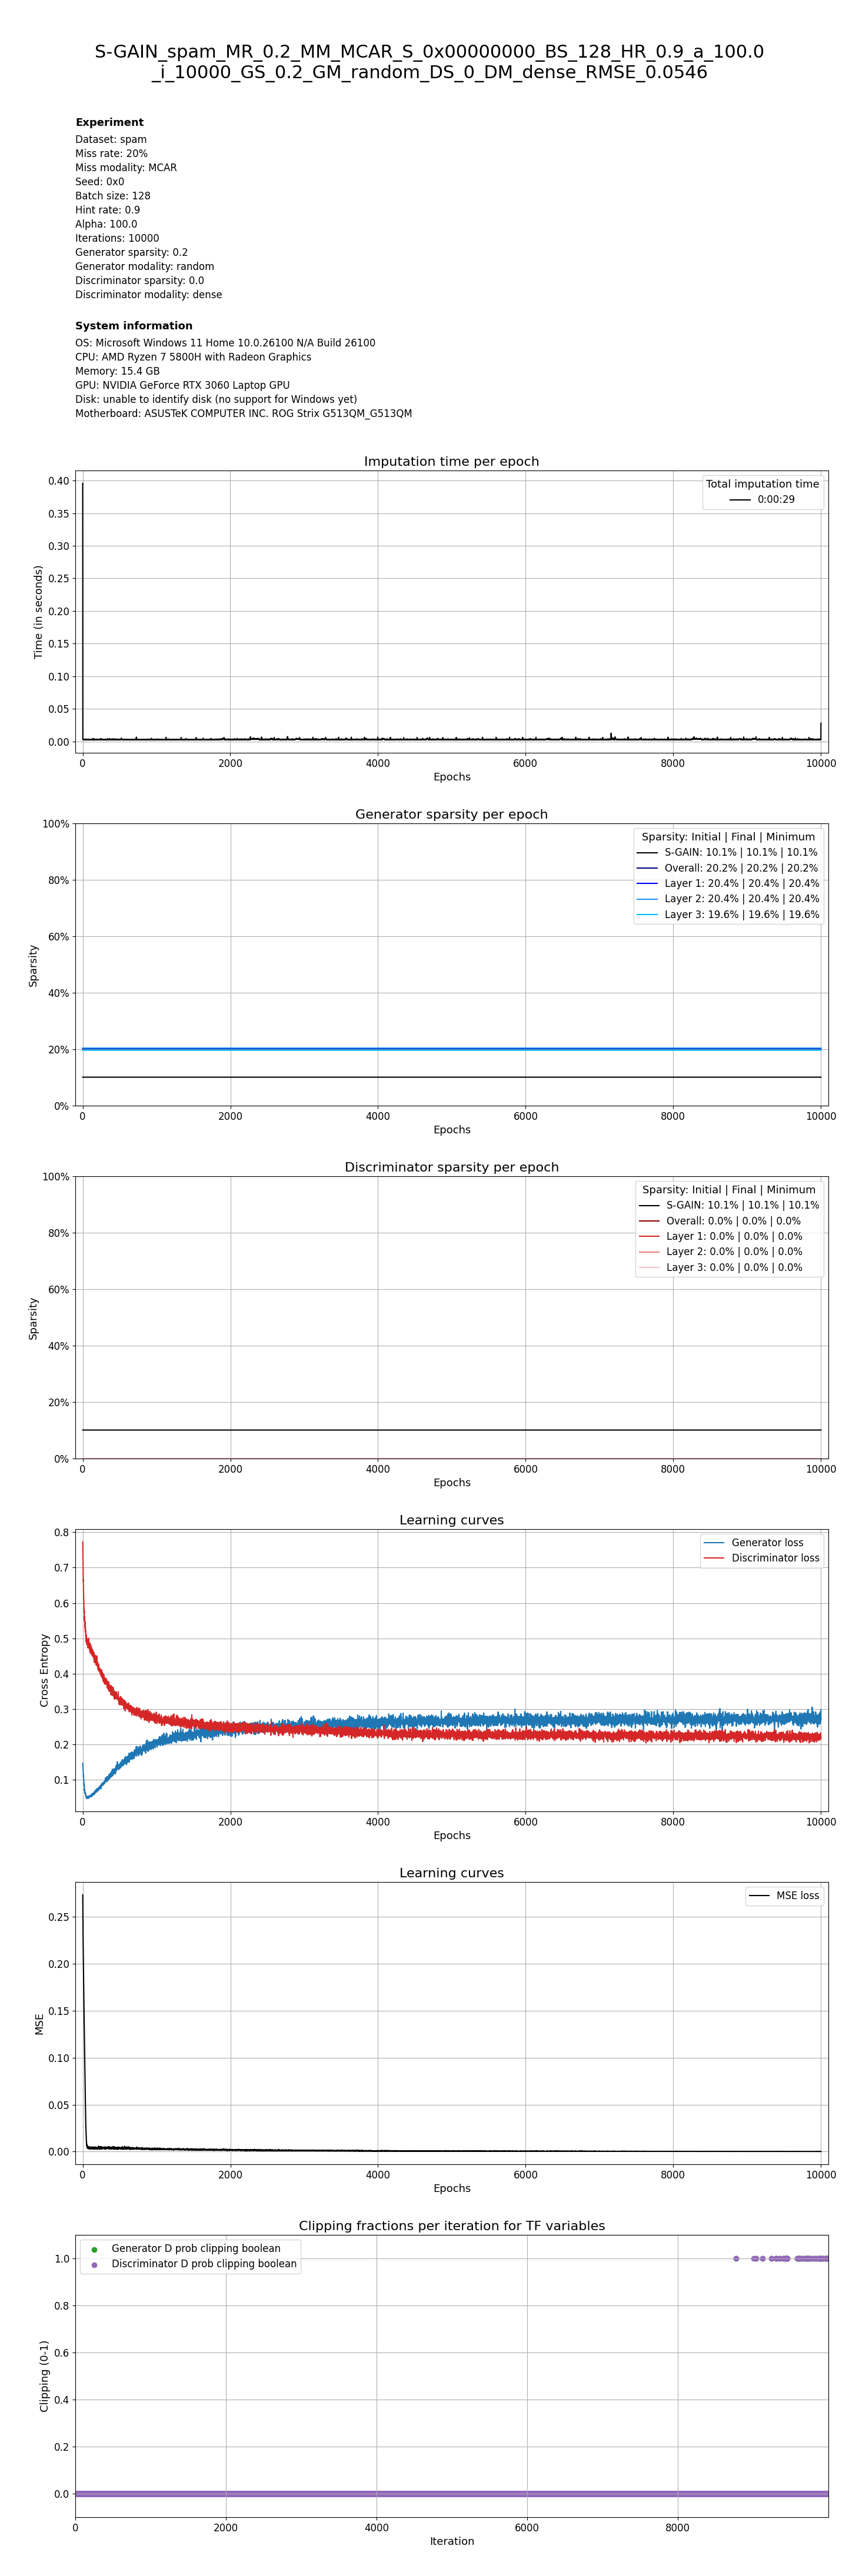 S-GAIN_spam_MR_0.2_MM_MCAR_S_0x00000000_BS_128_HR_0.9_a_100.0
_i_10000_GS_0.2_GM_random_DS_0_DM_dense_RMSE_0.0546
Experiment
Dataset: spam
Miss rate: 20%
Miss modality: MCAR
Seed: 0x0
Batch size: 128
Hint rate: 0.9
Alpha: 100.0
Iterations: 10000
Generator sparsity: 0.2
Generator modality: random
Discriminator sparsity: 0.0
Discriminator modality: dense
System information
OS: Microsoft Windows 11 Home 10.0.26100 N/A Build 26100
CPU: AMD Ryzen 7 5800H with Radeon Graphics
Memory: 15.4 GB
GPU: NVIDIA GeForce RTX 3060 Laptop GPU
Disk: unable to identify disk (no support for Windows yet)
Motherboard: ASUSTeK COMPUTER INC. ROG Strix G513QM_G513QM
Imputation time per epoch
Total imputation time
0:00:29
0.40
0.35
0.30
0.25
0.20
0.15
0.10
0.05
0.00
Time (in seconds)
0 2000 4000 6000 8000 10000
Epochs
Generator sparsity per epoch
Sparsity: Initial | Final | Minimum
S-GAIN: 10.1% | 10.1% | 10.1%
Overall: 20.2% | 20.2% | 20.2%
Layer 1: 20.4% | 20.4% | 20.4%
Layer 2: 20.4% | 20.4% | 20.4%
Layer 3: 19.6% | 19.6% | 19.6%
100%
80%
60%
40%
20%
0%
Sparsity
0 2000 4000 6000 8000 10000
Epochs
Discriminator sparsity per epoch
Sparsity: Initial | Final | Minimum
S-GAIN: 10.1% | 10.1% | 10.1%
Overall: 0.0% | 0.0% | 0.0%
Layer 1: 0.0% | 0.0% | 0.0%
Layer 2: 0.0% | 0.0% | 0.0%
Layer 3: 0.0% | 0.0% | 0.0%
100%
80%
60%
40%
20%
0%
Sparsity
0 2000 4000 6000 8000 10000
Epochs
Learning curves
Generator loss
Discriminator loss
0.8
0.7
0.6
0.5
0.4
0.3
0.2
0.1
Cross Entropy
0 2000 4000 6000 8000 10000
Epochs
Learning curves
MSE loss
0.25
0.20
0.15
0.10
0.05
0.00
MSE
0 2000 4000 6000 8000 10000
Epochs
Clipping fractions per iteration for TF variables
Generator D prob clipping boolean
Discriminator D prob clipping boolean
1.0
0.8
0.6
0.4
0.2
0.0
Clipping (0-1)
0 2000 4000 6000 8000
Iteration